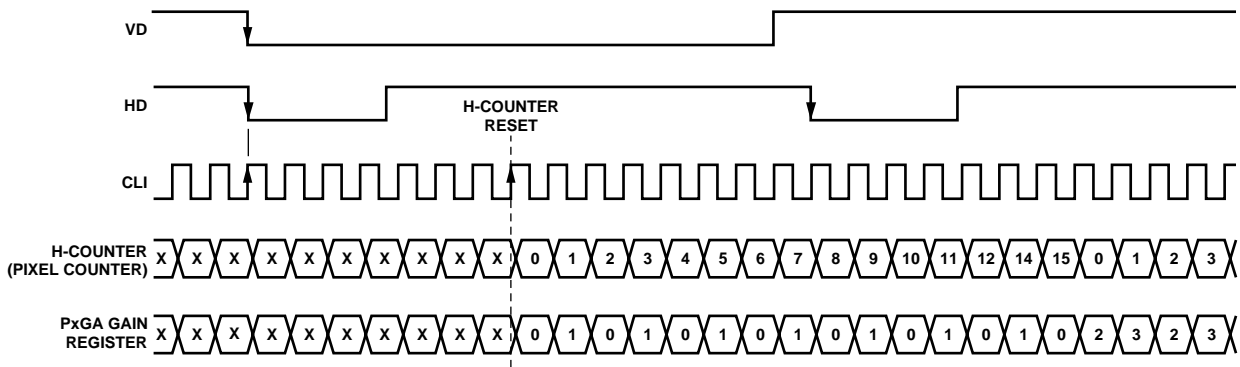 VD
HD
H-COUNTER
RESET
CLI
H-COUNTER
(PIXEL COUNTER)
X X X X X X X X X X 0 1 2 3 4 5 6 7 8 9 10 11 12 14 15 0 1 2 3
PxGA GAIN
REGISTER
X X X X X X X X X X 0 1 0 1 0 1 0 1 0 1 0 1 0 1 0 2 3 2 3